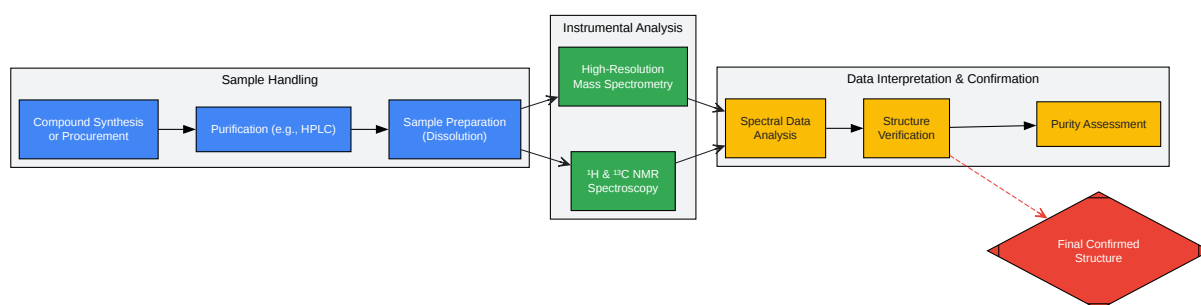 Sample Handling
Compound Synthesis
or Procurement
Purification (e.g., HPLC)
Sample Preparation
(Dissolution)
Instrumental Analysis
High-Resolution
Mass Spectrometry
¹H & ¹³C NMR
Spectroscopy
Data Interpretation & Confirmation
Spectral Data
Analysis
Structure
Verification
Purity Assessment
Final Confirmed
Structure